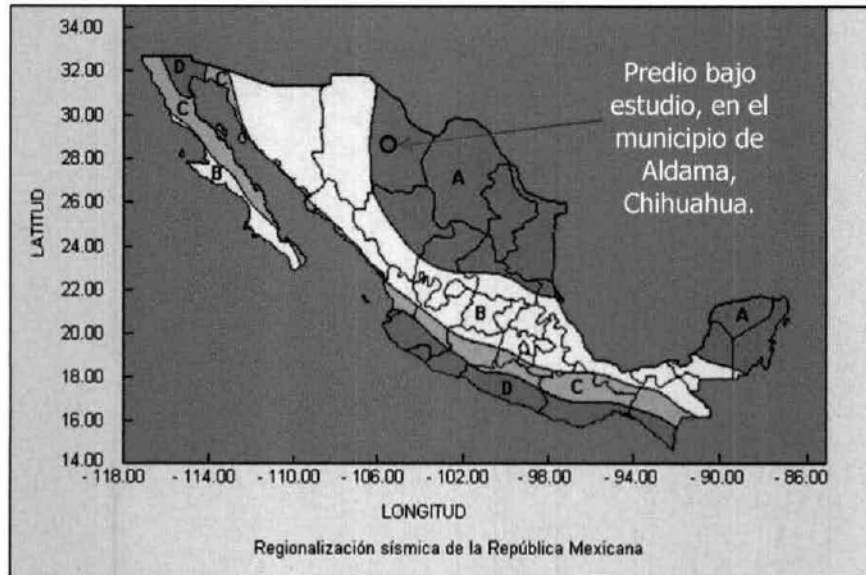 34.00
32.00
30.00
28.00
26.00
24.00
22.00
20.00
18.00
16.00
14.00
LATITUD
D
C
C
B
A
B
C
D
A
Predio bajo
estudio, en el
municipio de
Aldama,
Chihuahua.
- 118.00 - 114.00 - 110.00 - 106.00 - 102.00 - 98.00 - 94.00 - 90.00 - 86.00
LONGITUD
Regionalización sísmica de la República Mexicana